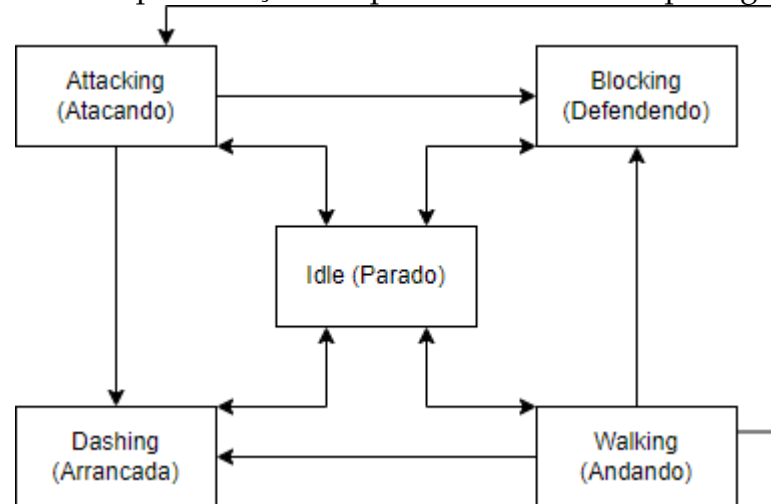 Attacking
(Atacando)
Blocking
(Defendendo)
Idle (Parado)
Dashing
(Arrancada)
Walking
(Andando)